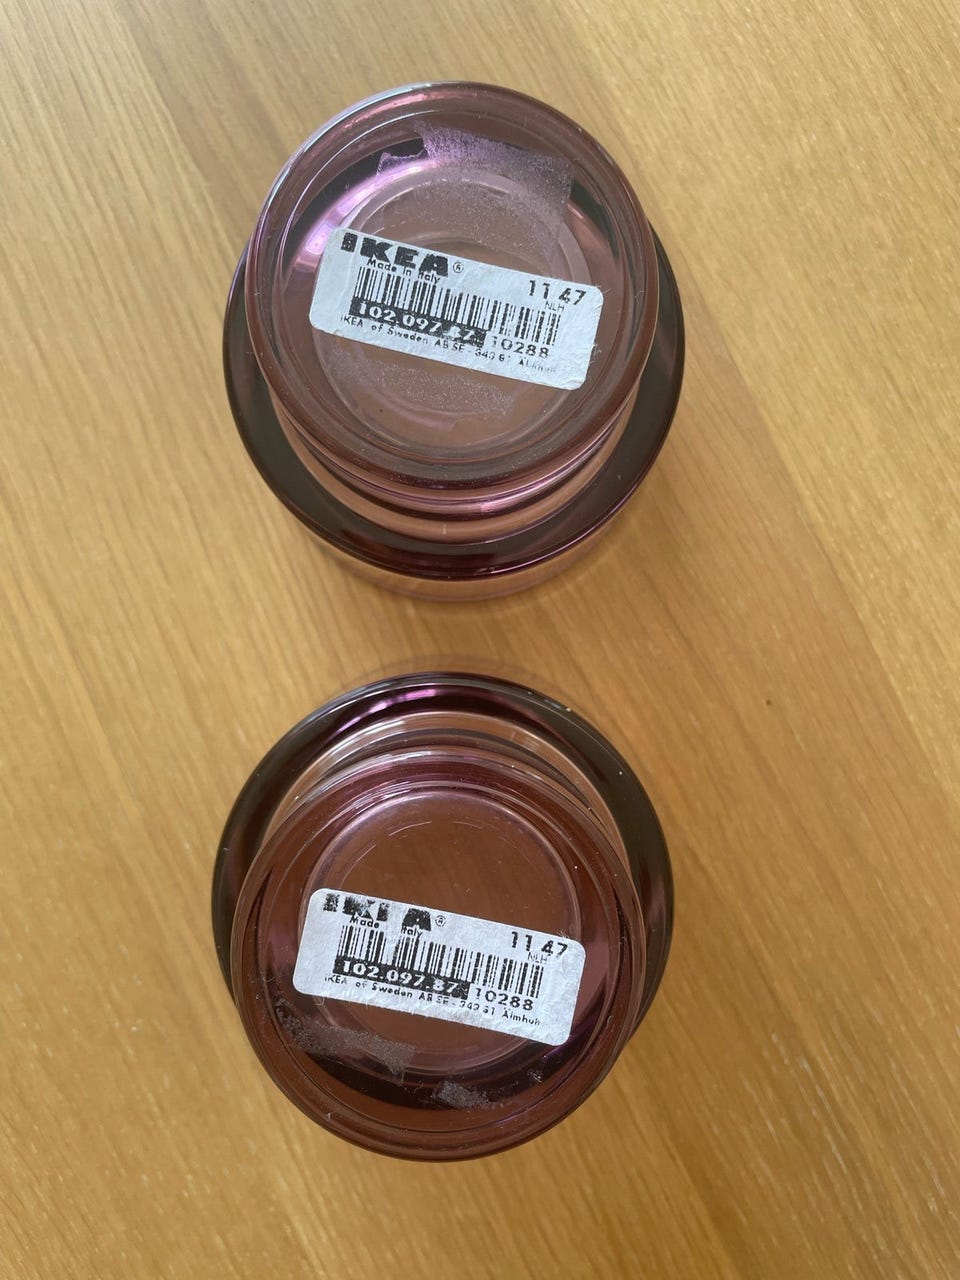 IKEA®
Made in Italy
11 47
NLH
102.097.87
10288
IKEA of Sweden AB SE - 343 81 Älmhult
IKEA®
Made Italy
11 47
NLH
102.097.87
10288
IKEA of Sweden AB SE - 343 81 Älmhult